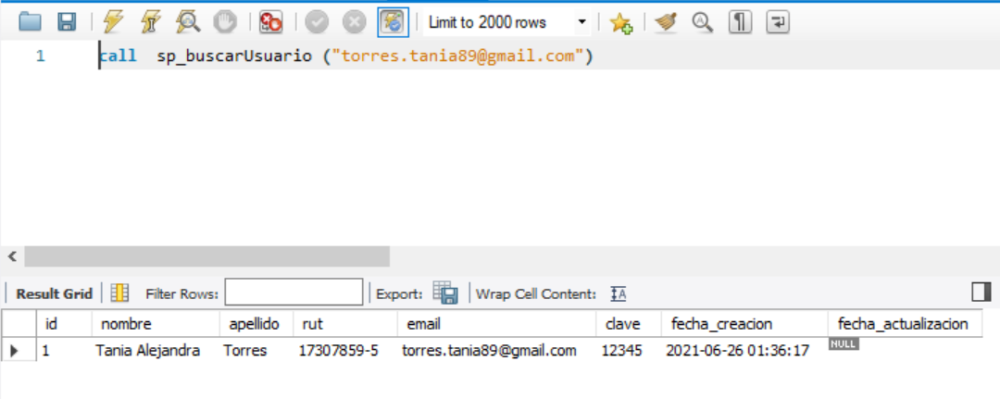 Limit to 2000 rows
1 call sp_buscarUsuario ("torres.tania89@gmail.com")
Result Grid Filter Rows: Export: Wrap Cell Content: IA
id nombre apellido rut email clave fecha_creacion fecha_actualizacion
1 Tania Alejandra Torres 17307859-5 torres.tania89@gmail.com 12345 2021-06-26 01:36:17 NULL